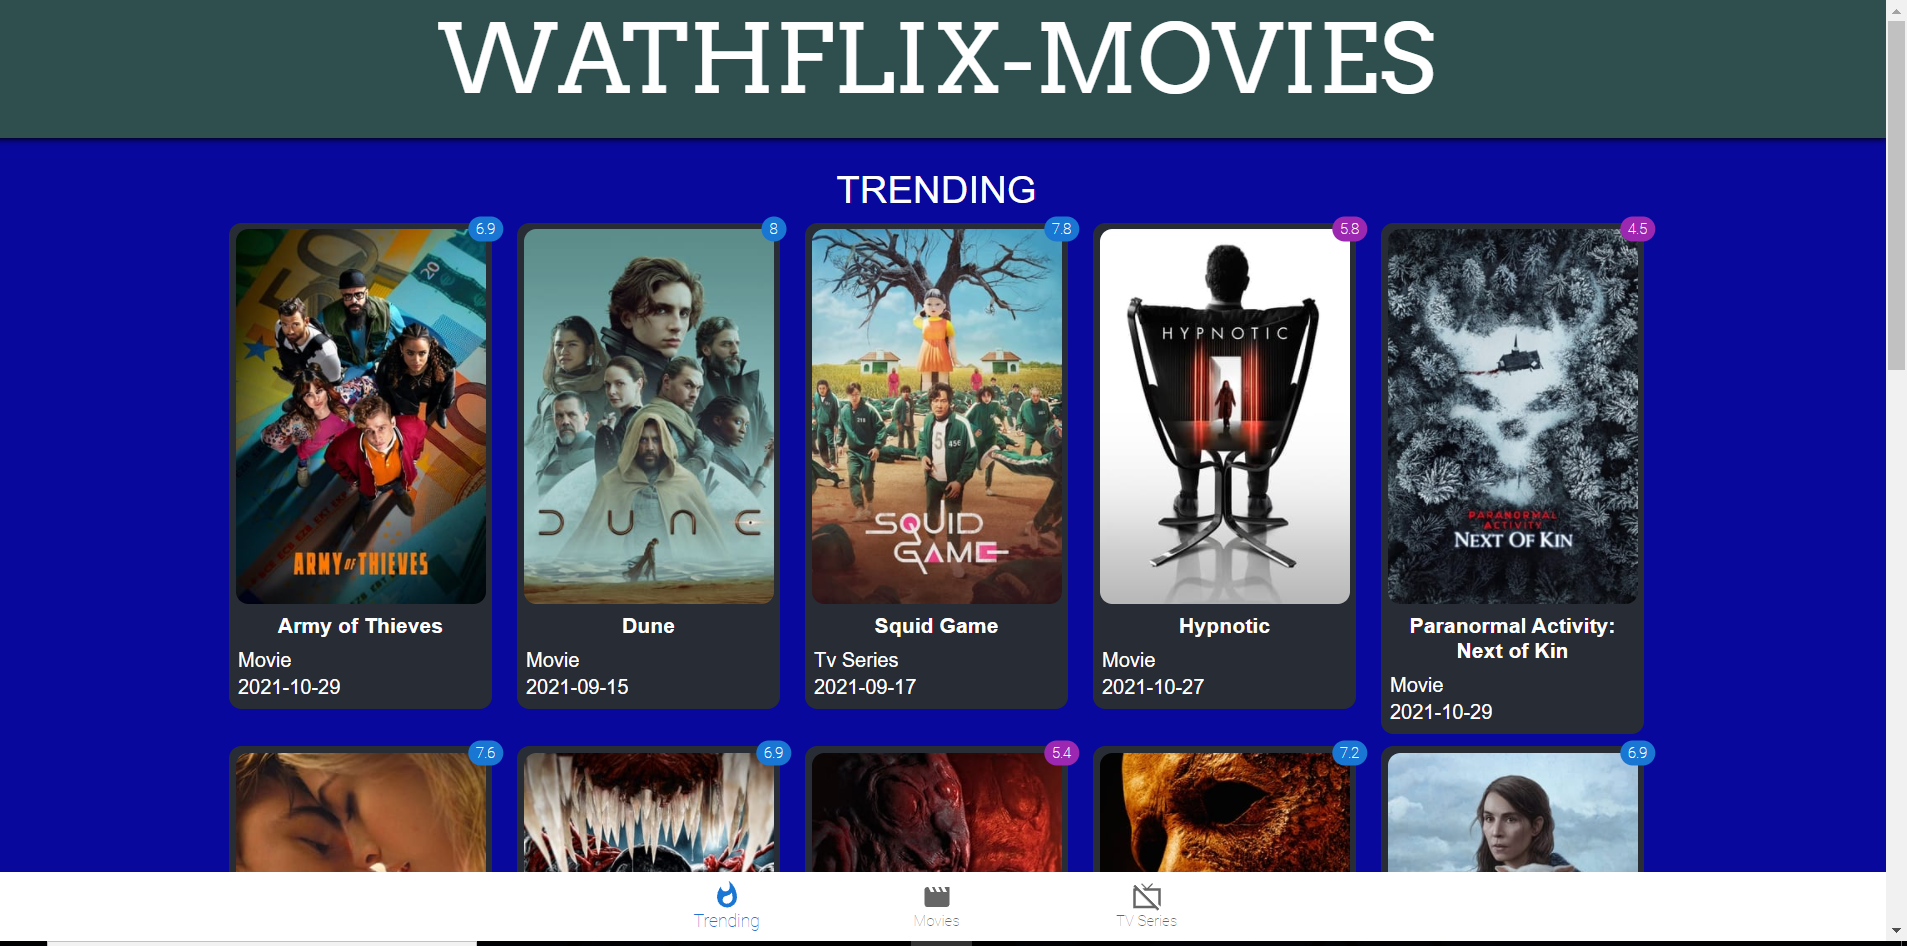 WATHFLIX-MOVIES
TRENDING
6.9
8
7.8
5.8
4.5
20
50
HYPNOTIC
456
DUNE
PARANORMAL
ACTIVITY
NEXT OF KIN
SQUID
GAME
ARMY OF THIEVES
Army of Thieves
Dune
Squid Game
Hypnotic
Paranormal Activity:
Next of Kin
Movie
2021-10-29
Movie
2021-09-15
Tv Series
2021-09-17
Movie
2021-10-27
Movie
2021-10-29
7.6
6.9
5.4
7.2
6.9
Trending
Movies
TV Series